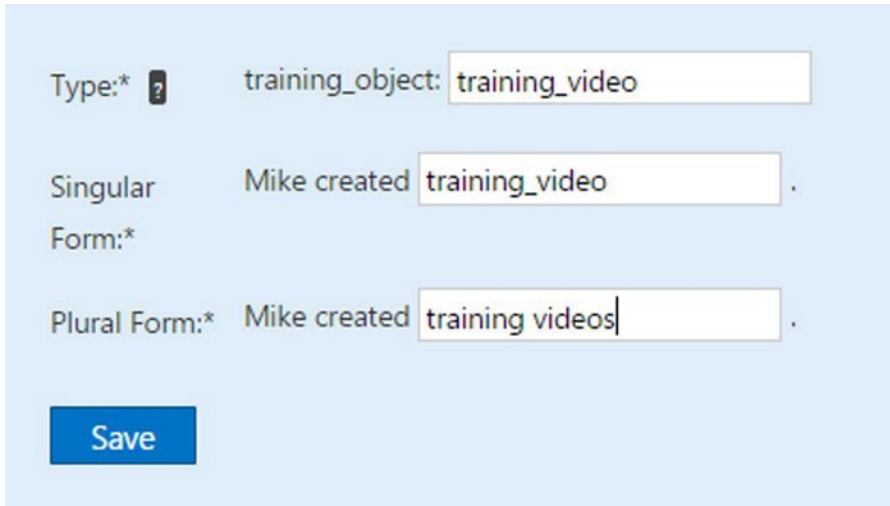 Type:* ? training_object: training_video
Singular Mike created training_video .
Form:*
Plural Form:* Mike created training videos .
Save